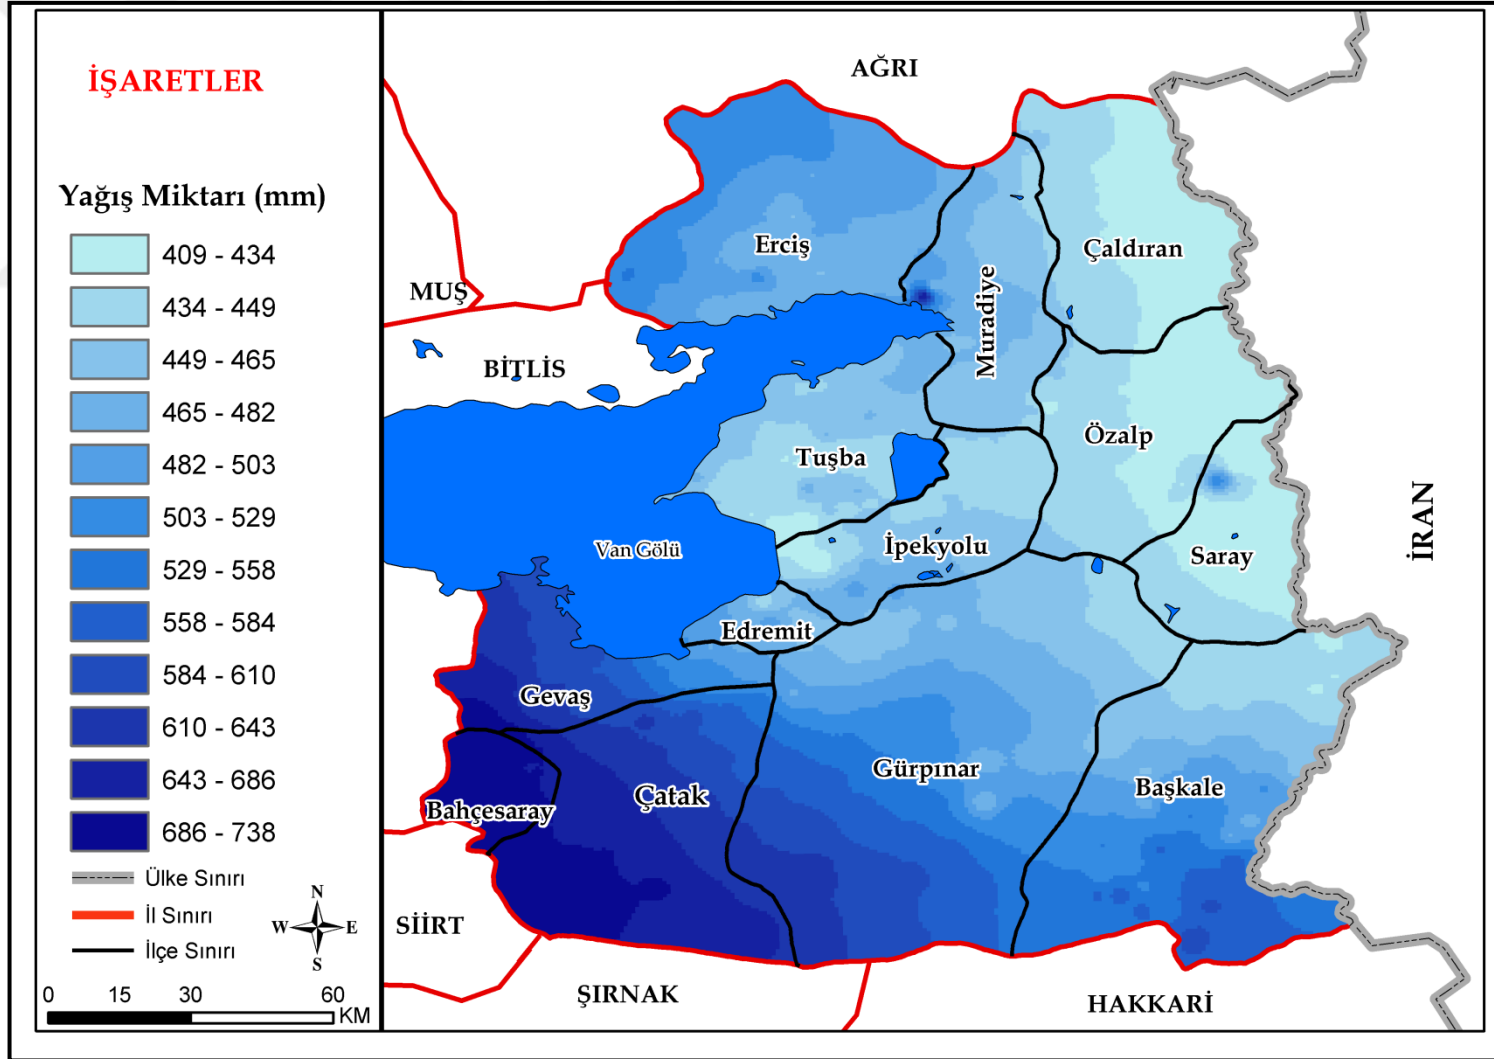 İŞARETLER
Yağış Miktarı (mm)
409 - 434
434 - 449
449 - 465
465 - 482
482 - 503
503 - 529
529 - 558
558 - 584
584 - 610
610 - 643
643 - 686
686 - 738
Ülke Sınırı
İl Sınırı
İlçe Sınırı
N
W E
S
0 15 30 60
KM
AĞRI
Erciş
Çaldıran
MUŞ
Muradiye
BİTLİS
Özalp
Tuşba
İRAN
Van Gölü
İpekyolu
Saray
Edremit
Gevaş
Gürpınar
Başkale
Çatak
Bahçesaray
SİİRT
ŞIRNAK
HAKKARİ